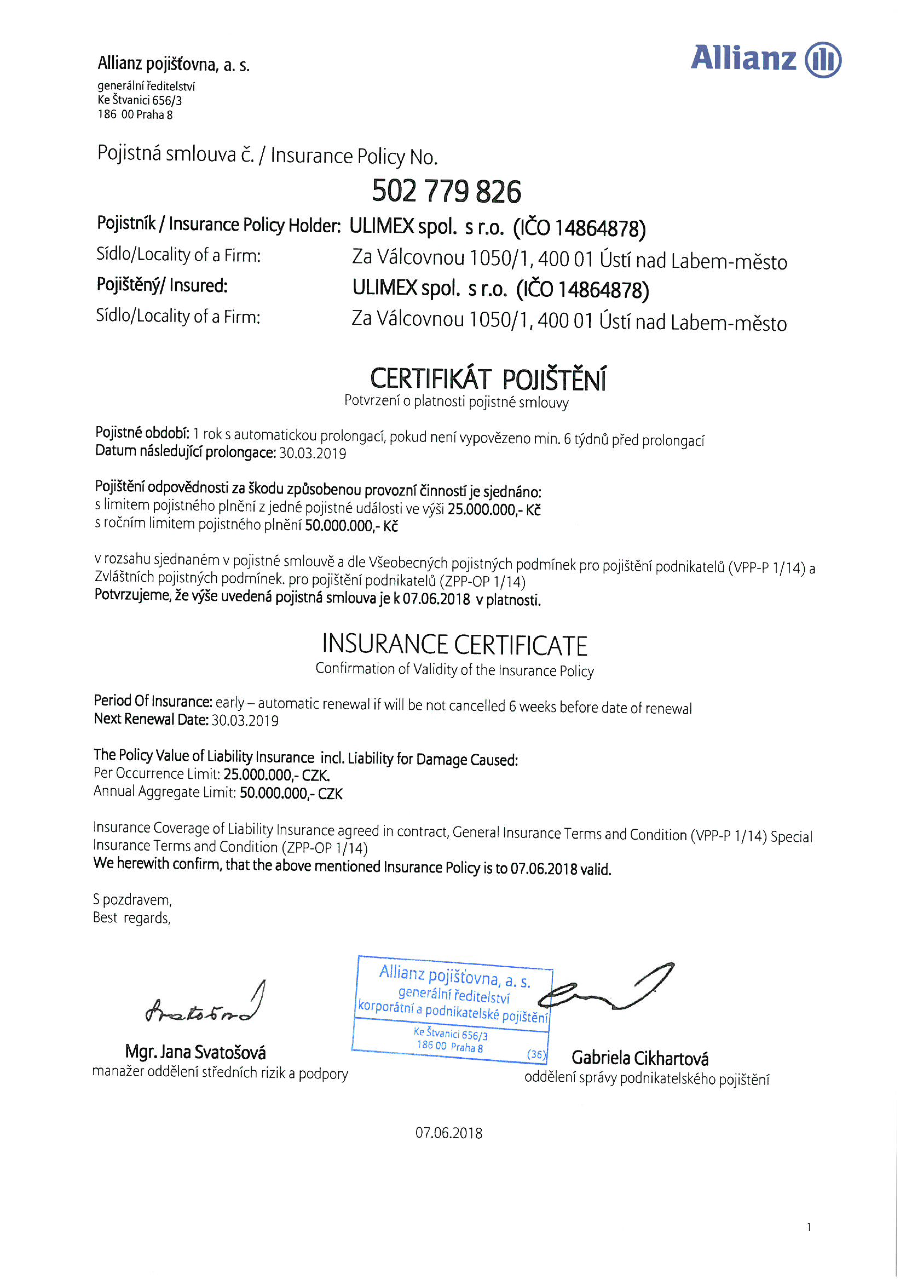 Allianz pojišťovna, a. s.
generální ředitelství
Ke Štvanici 656/3
186 00 Praha 8
Allianz
Pojistná smlouva č. / Insurance Policy No.
502 779 826
Pojistník / Insurance Policy Holder: ULIMEX spol. s r.o. (IČO 14864878)
Sídlo/Locality of a Firm: Za Válcovnou 1050/1, 400 01 Ústí nad Labem-město
Pojištěný/ Insured: ULIMEX spol. s r.o. (IČO 14864878)
Sídlo/Locality of a Firm: Za Válcovnou 1050/1, 400 01 Ústí nad Labem-město
CERTIFIKÁT POJIŠTĚNÍ
Potvrzení o platnosti pojistné smlouvy
Pojistné období: 1 rok s automatickou prolongací, pokud není vypovězeno min. 6 týdnů před prolongací
Datum následující prolongace: 30.03.2019
Pojištění odpovědnosti za škodu způsobenou provozní činností je sjednáno:
s limitem pojistného plnění z jedné pojistné události ve výši 25.000.000,- Kč
s ročním limitem pojistného plnění 50.000.000,- Kč
v rozsahu sjednaném v pojistné smlouvě a dle Všeobecných pojistných podmínek pro pojištění podnikatelů (VPP-P 1/14) a
Zvláštních pojistných podmínek. pro pojištění podnikatelů (ZPP-OP 1/14)
Potvrzujeme, že výše uvedená pojistná smlouva je k 07.06.2018 v platnosti.
INSURANCE CERTIFICATE
Confirmation of Validity of the Insurance Policy
Period Of Insurance: early – automatic renewal if will be not cancelled 6 weeks before date of renewal
Next Renewal Date: 30.03.2019
The Policy Value of Liability Insurance incl. Liability for Damage Caused:
Per Occurrence Limit: 25.000.000,- CZK.
Annual Aggregate Limit: 50.000.000,- CZK
Insurance Coverage of Liability Insurance agreed in contract, General Insurance Terms and Condition (VPP-P 1/14) Special
Insurance Terms and Condition (ZPP-OP 1/14)
We herewith confirm, that the above mentioned Insurance Policy is to 07.06.2018 valid.
S pozdravem,
Best regards,
Allianz pojišťovna, a. s.
generální ředitelství
korporátní a podnikatelské pojištění
Ke Štvanici 656/3
186 00 Praha 8
(36)
Mgr. Jana Svatošová
manažer oddělení středních rizik a podpory
Gabriela Cikhartová
oddělení správy podnikatelského pojištění
07.06.2018
1